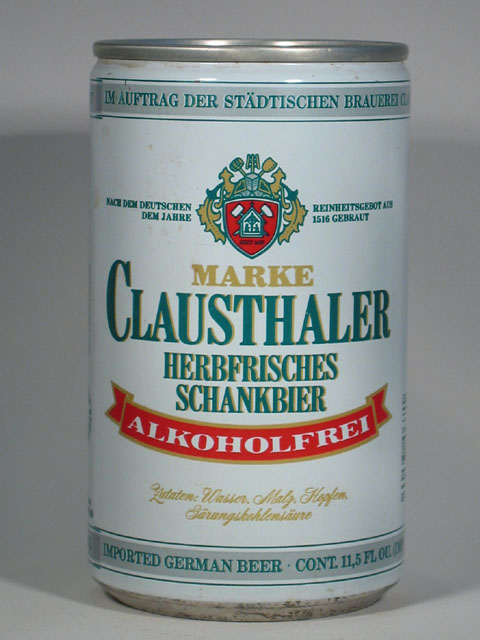 IM AUFTRAG DER STÄDTISCHEN BRAUEREI
NACH DEM DEUTSCHEN
DEM JAHRE
REINHEITSGEBOT AUS
1516 GEBRAUT
MARKE
CLAUSTHALER
HERBFRISCHES
SCHANKBIER
ALKOHOLFREI
Zutaten: Wasser, Malz, Hopfen,
Gärungskohlensäure
IMPORTED GERMAN BEER · CONT. 11,5 FL OU.